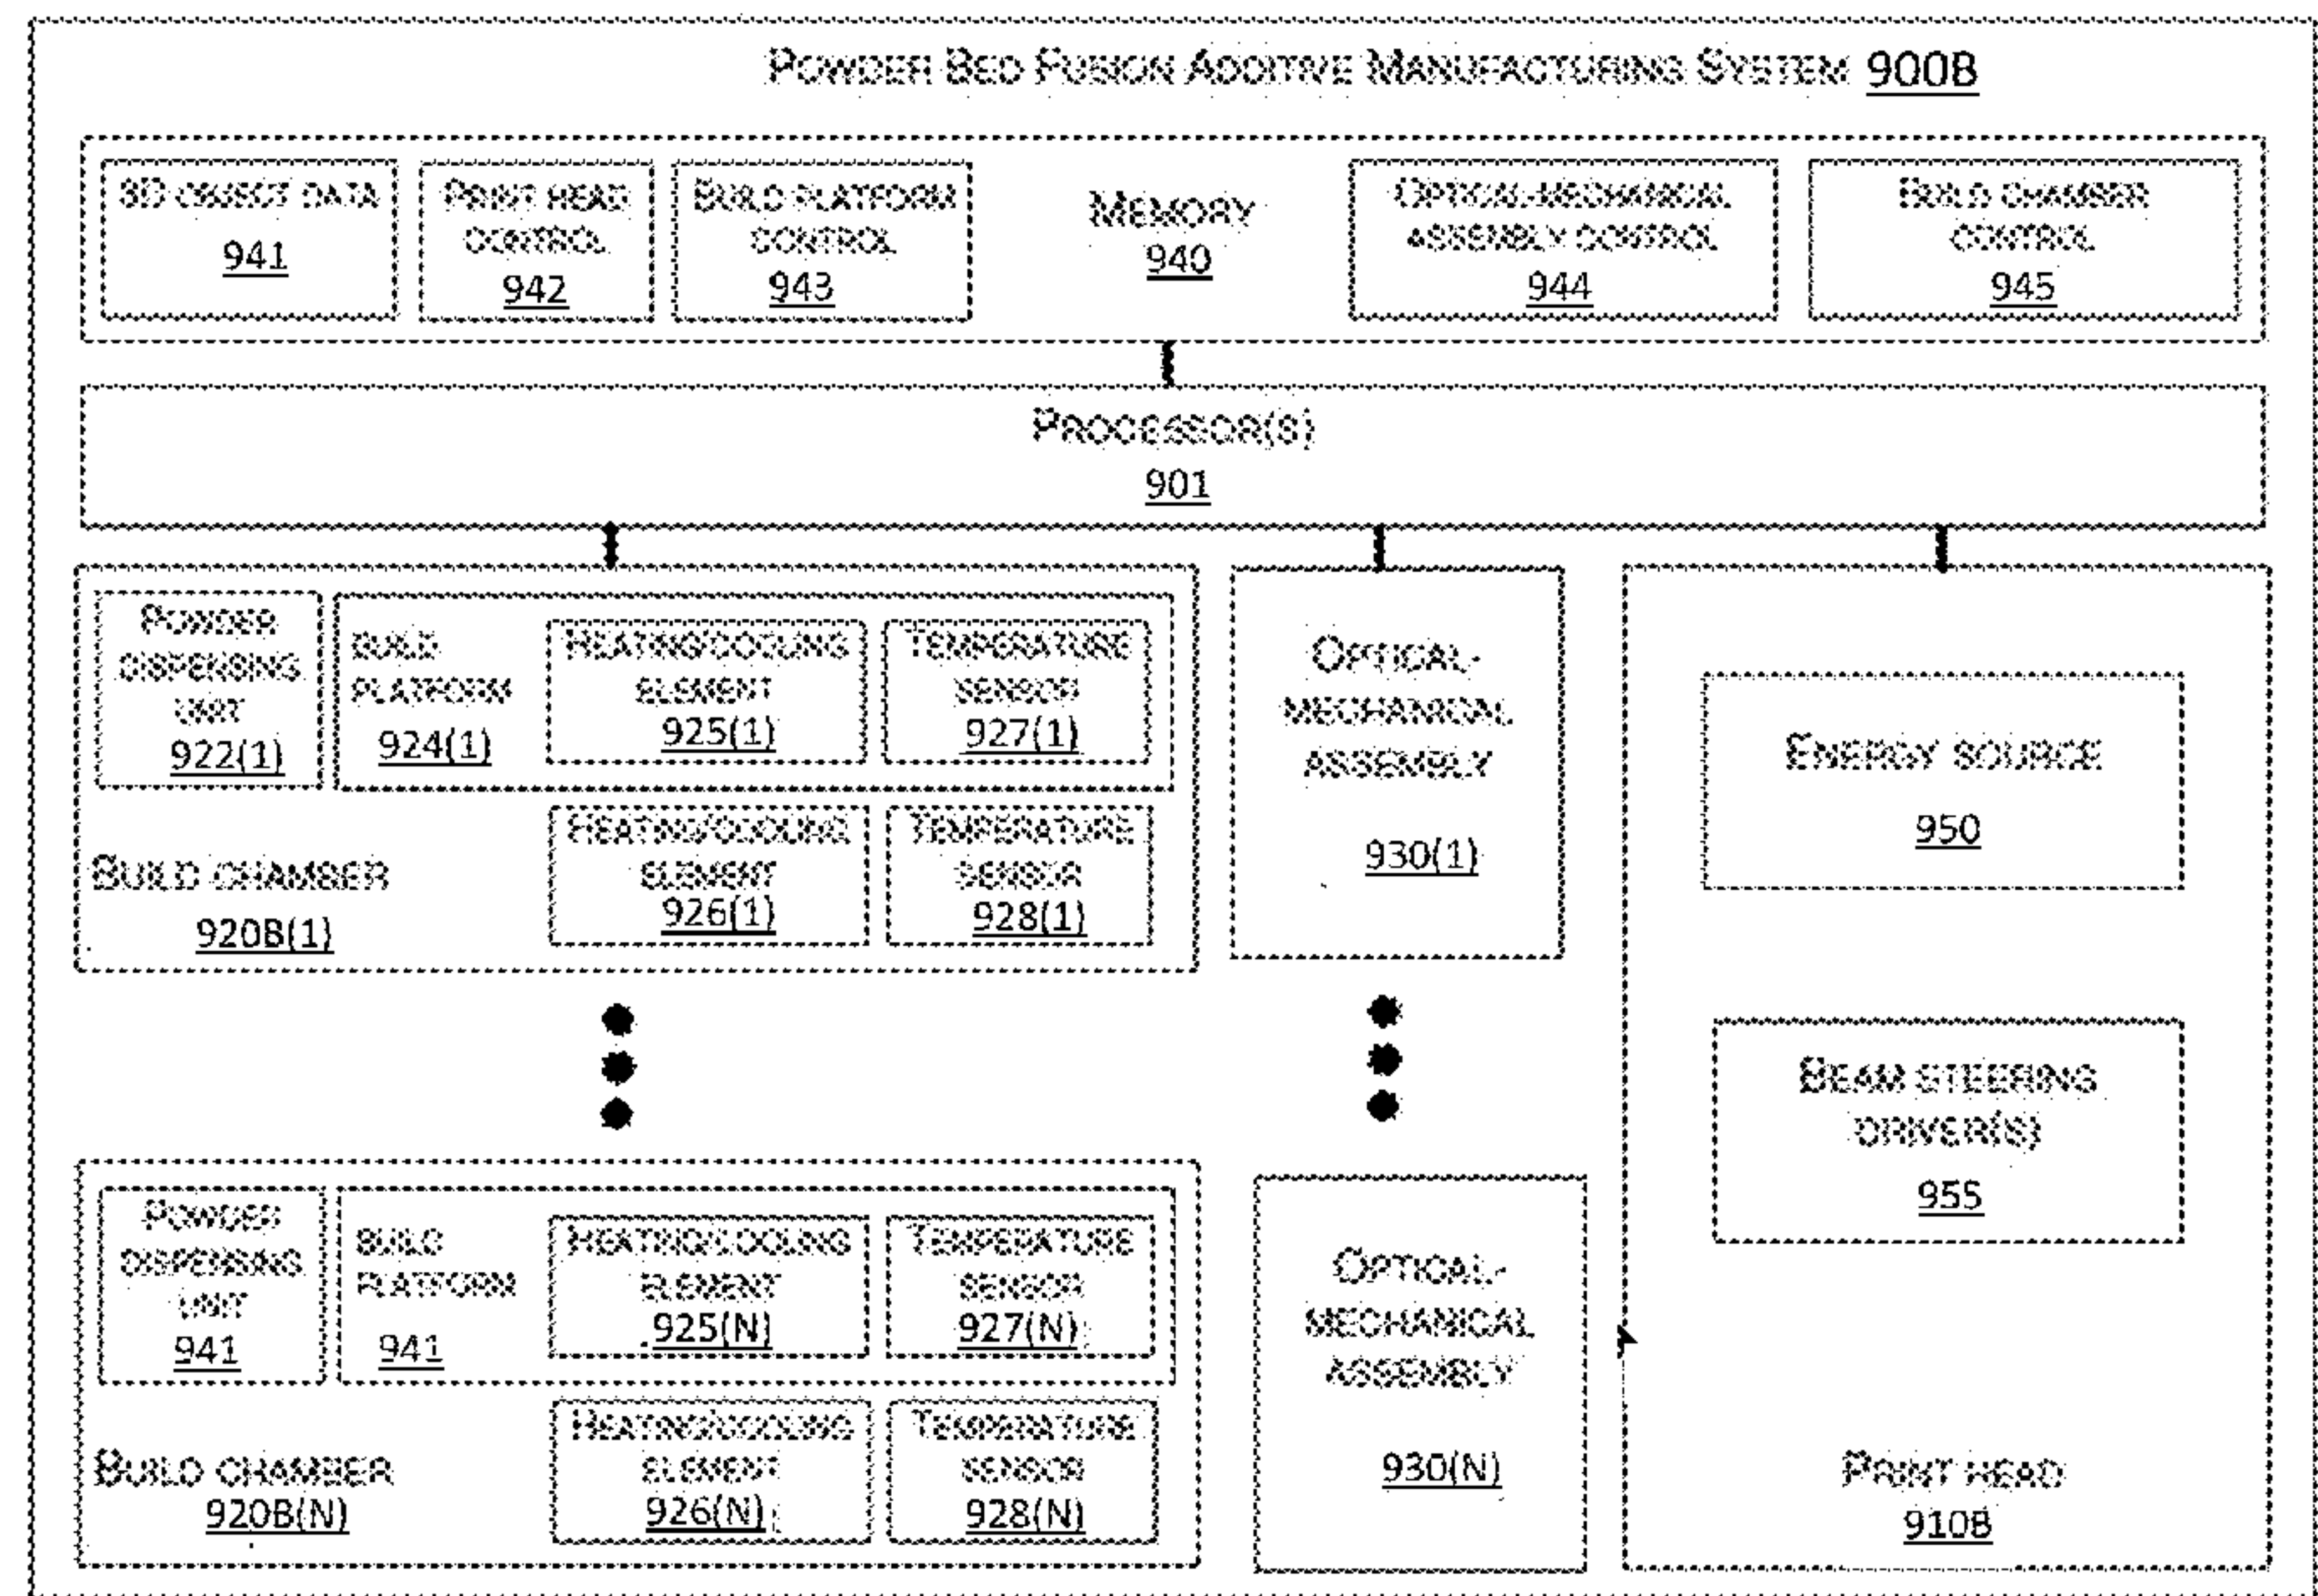 POWDER BED FUSION ADDITIVE MANUFACTURING SYSTEM 900B
3D OBJECT DATA
941
PRINT HEAD
CONTROL
942
BUILD PLATFORM
CONTROL
943
MEMORY
940
OPTICAL-MECHANICAL
ASSEMBLY CONTROL
944
BUILD CHAMBER
CONTROL
945
PROCESSOR(S)
901
POWDER
DISPENSING
UNIT
922(1)
BUILD
PLATFORM
924(1)
HEATING/COOLING
ELEMENT
925(1)
TEMPERATURE
SENSOR
927(1)
HEATING/COOLING
ELEMENT
926(1)
TEMPERATURE
SENSOR
928(1)
BUILD CHAMBER
920B(1)
OPTICAL-
MECHANICAL
ASSEMBLY
930(1)
ENERGY SOURCE
950
BEAM STEERING
DRIVER(S)
955
POWDER
DISPENSING
UNIT
941
BUILD
PLATFORM
941
HEATING/COOLING
ELEMENT
925(N)
TEMPERATURE
SENSOR
927(N)
HEATING/COOLING
ELEMENT
926(N)
TEMPERATURE
SENSOR
928(N)
BUILD CHAMBER
920B(N)
OPTICAL-
MECHANICAL
ASSEMBLY
930(N)
PRINT HEAD
910B